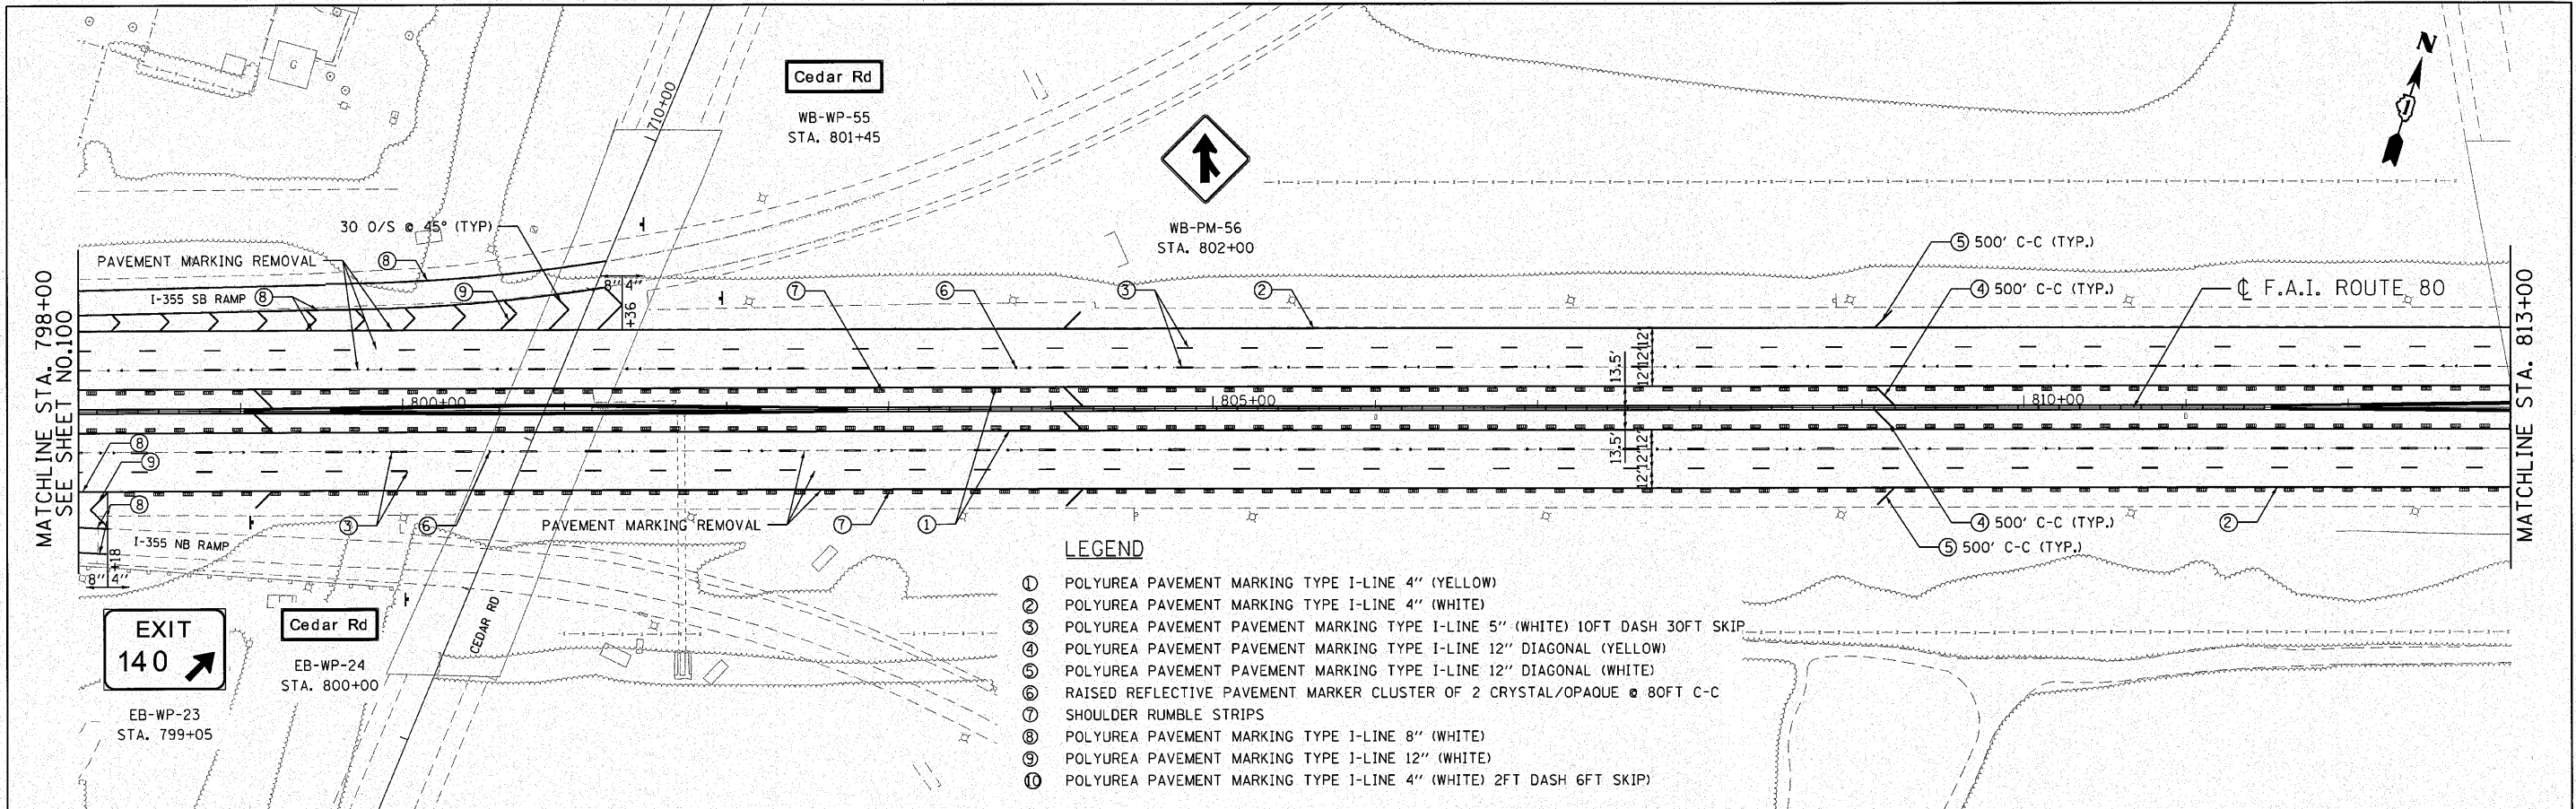 Cedar Rd
WB-WP-55
STA. 801+45
710+00
N
1
G
WB-PM-56
STA. 802+00
30 O/S @ 45° (TYP)
PAVEMENT MARKING REMOVAL
⑧
I-355 SB RAMP ⑧
⑨
8" 4"
+36
⑦
⑥
③
②
⑤ 500' C-C (TYP.)
④ 500' C-C (TYP.)
℄ F.A.I. ROUTE 80
MATCHLINE STA. 798+00
SEE SHEET NO.100
MATCHLINE STA. 813+00
13.5'
12'12'12'
800+00
805+00
810+00
13.5'
12'12'12'
⑧
⑨
⑧
③
⑥
PAVEMENT MARKING REMOVAL
⑦
①
④ 500' C-C (TYP.)
⑤ 500' C-C (TYP.)
②
I-355 NB RAMP
+18
8" 4"
CEDAR RD
EXIT
140
EB-WP-23
STA. 799+05
Cedar Rd
EB-WP-24
STA. 800+00
LEGEND
① POLYUREA PAVEMENT MARKING TYPE I-LINE 4" (YELLOW)
② POLYUREA PAVEMENT MARKING TYPE I-LINE 4" (WHITE)
③ POLYUREA PAVEMENT PAVEMENT MARKING TYPE I-LINE 5" (WHITE) 10FT DASH 30FT SKIP
④ POLYUREA PAVEMENT PAVEMENT MARKING TYPE I-LINE 12" DIAGONAL (YELLOW)
⑤ POLYUREA PAVEMENT PAVEMENT MARKING TYPE I-LINE 12" DIAGONAL (WHITE)
⑥ RAISED REFLECTIVE PAVEMENT MARKER CLUSTER OF 2 CRYSTAL/OPAQUE @ 80FT C-C
⑦ SHOULDER RUMBLE STRIPS
⑧ POLYUREA PAVEMENT MARKING TYPE I-LINE 8" (WHITE)
⑨ POLYUREA PAVEMENT MARKING TYPE I-LINE 12" (WHITE)
⑩ POLYUREA PAVEMENT MARKING TYPE I-LINE 4" (WHITE) 2FT DASH 6FT SKIP)